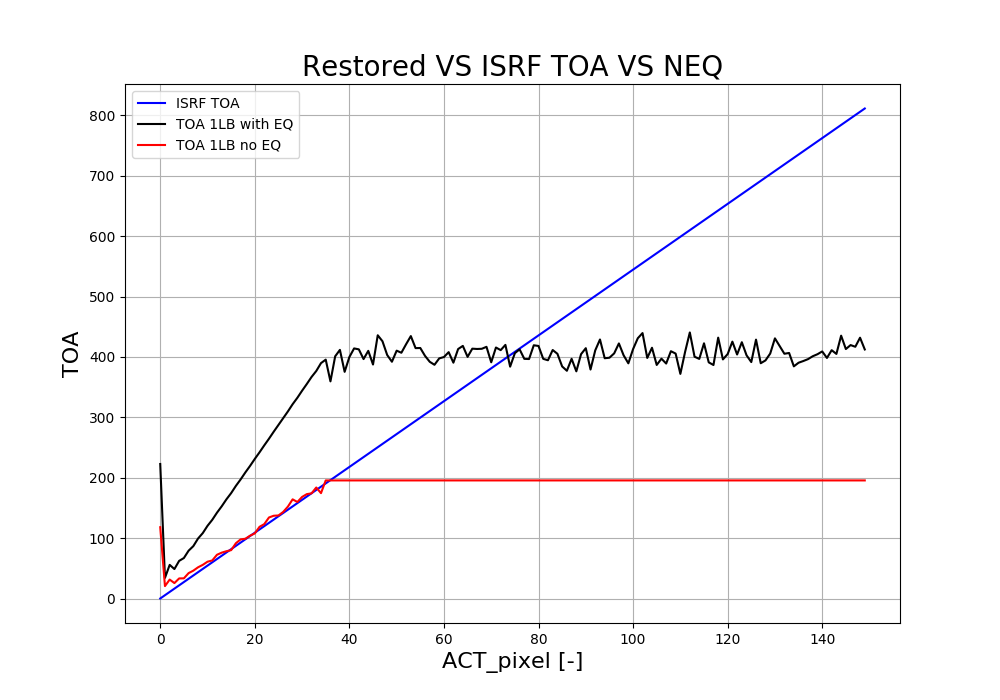 Restored VS ISRF TOA VS NEQ
ISRF TOA
TOA 1LB with EQ
TOA 1LB no EQ
800
700
600
500
400
300
200
100
0
TOA
0 20 40 60 80 100 120 140
ACT_pixel [-]